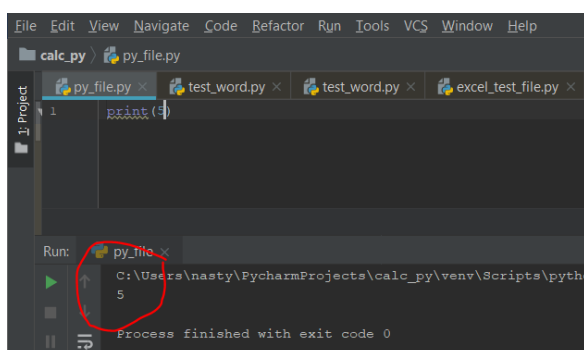 File Edit View Navigate Code Refactor Run Tools VCS Window Help
calc_py py_file.py
py_file.py test_word.py test_word.py excel_test_file.py
1: Project
1 print(5)
Run: py_file
C:\Users\nasty\PycharmProjects\calc_py\venv\Scripts\pyth
5
Process finished with exit code 0